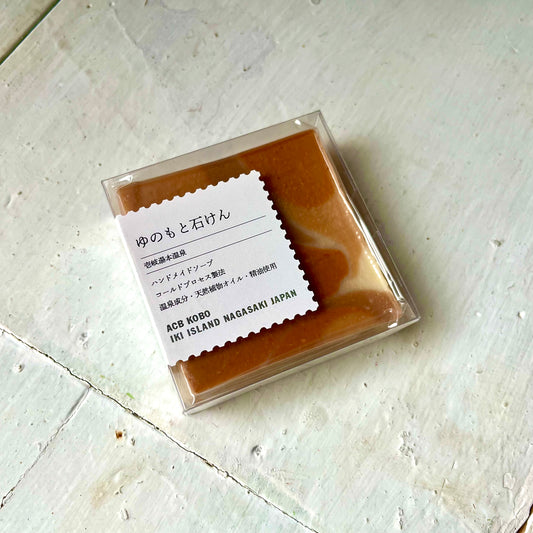 ゆのもと石けん
壱岐湯本温泉
ハンドメイドソープ
コールドプロセス製法
温泉成分・天然植物オイル・精油使用
ACB KOBO
IKI ISLAND NAGASAKI JAPAN